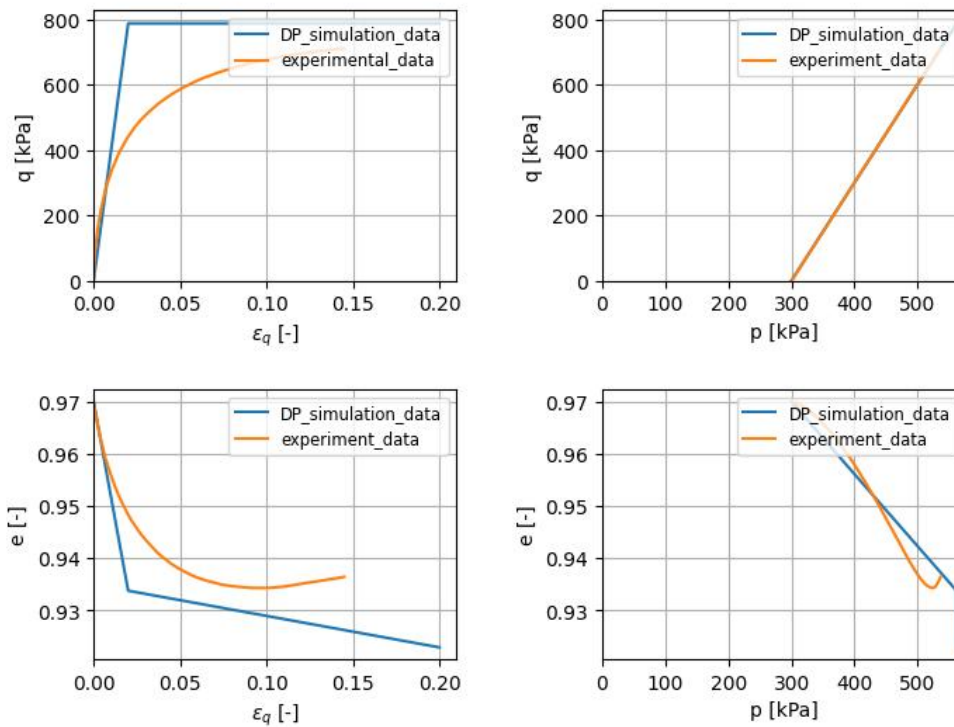 800
600
400
200
0
q [kPa]
DP_simulation_data
experimental_data
0.00 0.05 0.10 0.15 0.20
ε_q [-]
800
600
400
200
0
q [kPa]
DP_simulation_data
experiment_data
0 100 200 300 400 500
p [kPa]
0.97
0.96
0.95
0.94
0.93
e [-]
DP_simulation_data
experiment_data
0.00 0.05 0.10 0.15 0.20
ε_q [-]
0.97
0.96
0.95
0.94
0.93
e [-]
DP_simulation_data
experiment_data
0 100 200 300 400 500
p [kPa]